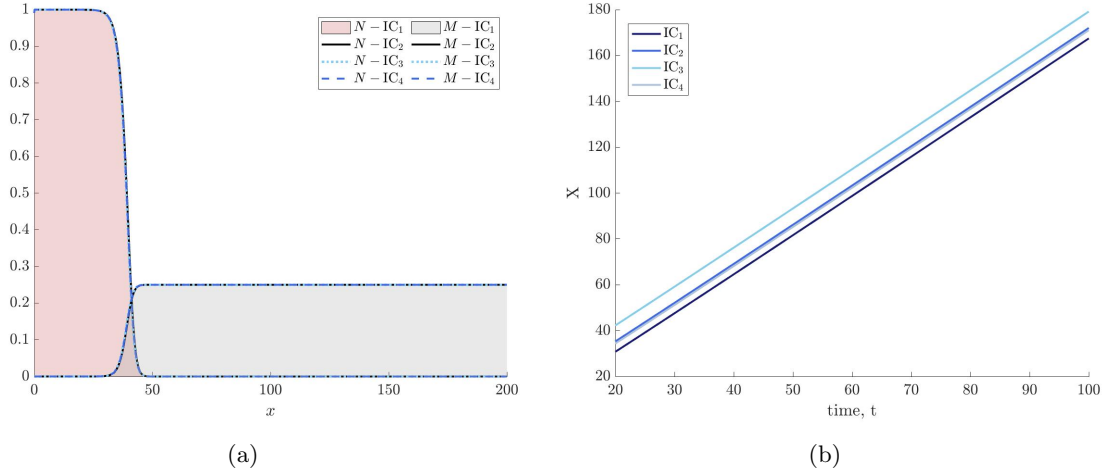 1
0.9
0.8
0.7
0.6
0.5
0.4
0.3
0.2
0.1
0
0 50 100 150 200
x
N − IC₁ M − IC₁
N − IC₂ M − IC₂
N − IC₃ M − IC₃
N − IC₄ M − IC₄
(a)
180
160
140
120
100
80
60
40
20
X
IC₁
IC₂
IC₃
IC₄
20 30 40 50 60 70 80 90 100
time, t
(b)